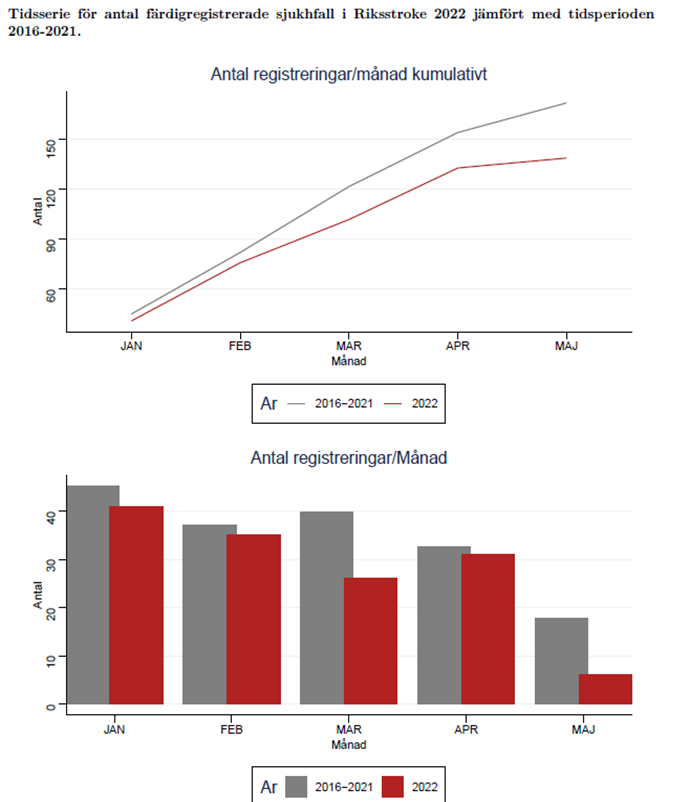 Tidsserie för antal färdigregistrerade sjukhfall i Riksstroke 2022 jämfört med tidsperioden
2016-2021.
Antal registreringar/månad kumulativt
150
120
90
60
Antal
JAN FEB MAR APR MAJ
Månad
Ar 2016−2021 2022
Antal registreringar/Månad
40
30
20
10
0
Antal
JAN FEB MAR APR MAJ
Månad
Ar 2016−2021 2022